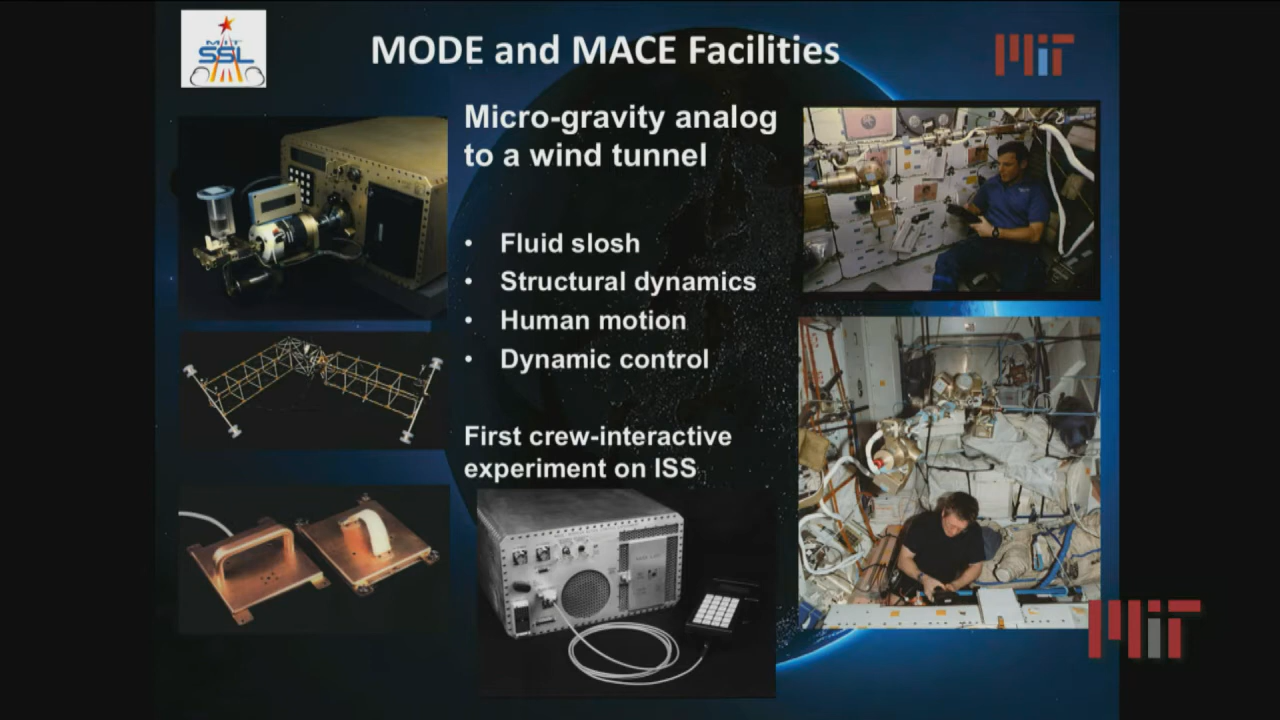 MIT
SSL
MODE and MACE Facilities
MIT
Micro-gravity analog
to a wind tunnel
• Fluid slosh
• Structural dynamics
• Human motion
• Dynamic control
First crew-interactive
experiment on ISS
MIT